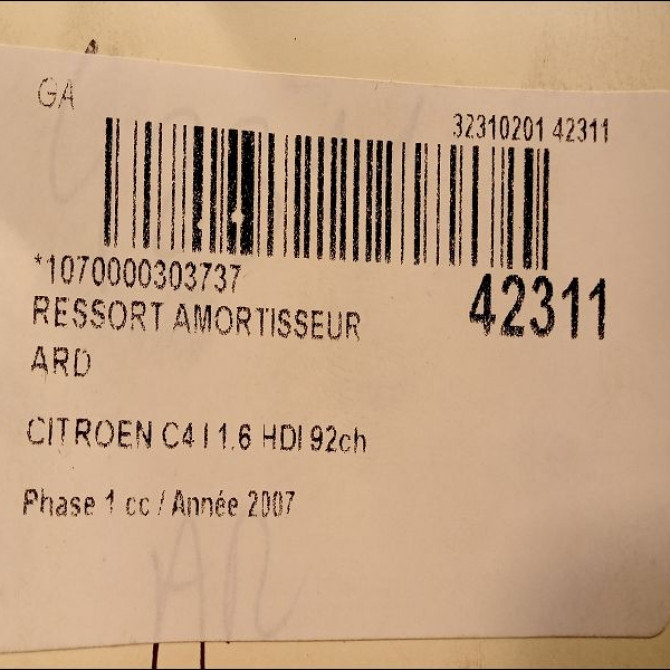 GA
32310201 42311
*1070000303737
42311
RESSORT AMORTISSEUR
ARD
CITROEN C4 I 1.6 HDI 92ch
Phase 1 cc / Année 2007
AR